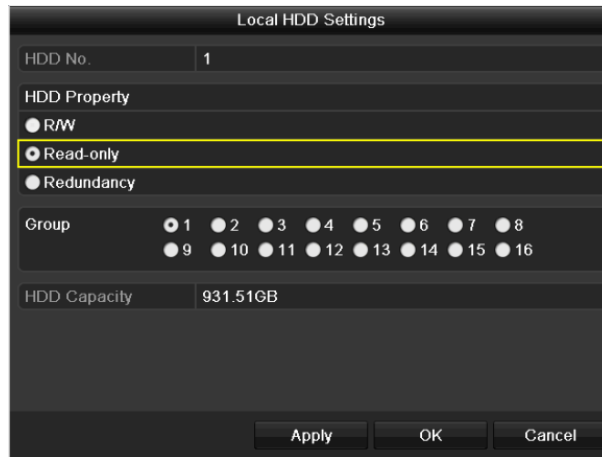 Local HDD Settings
HDD No. 1
HDD Property
R/W
Read-only
Redundancy
Group 1 2 3 4 5 6 7 8
9 10 11 12 13 14 15 16
HDD Capacity 931.51GB
Apply OK Cancel